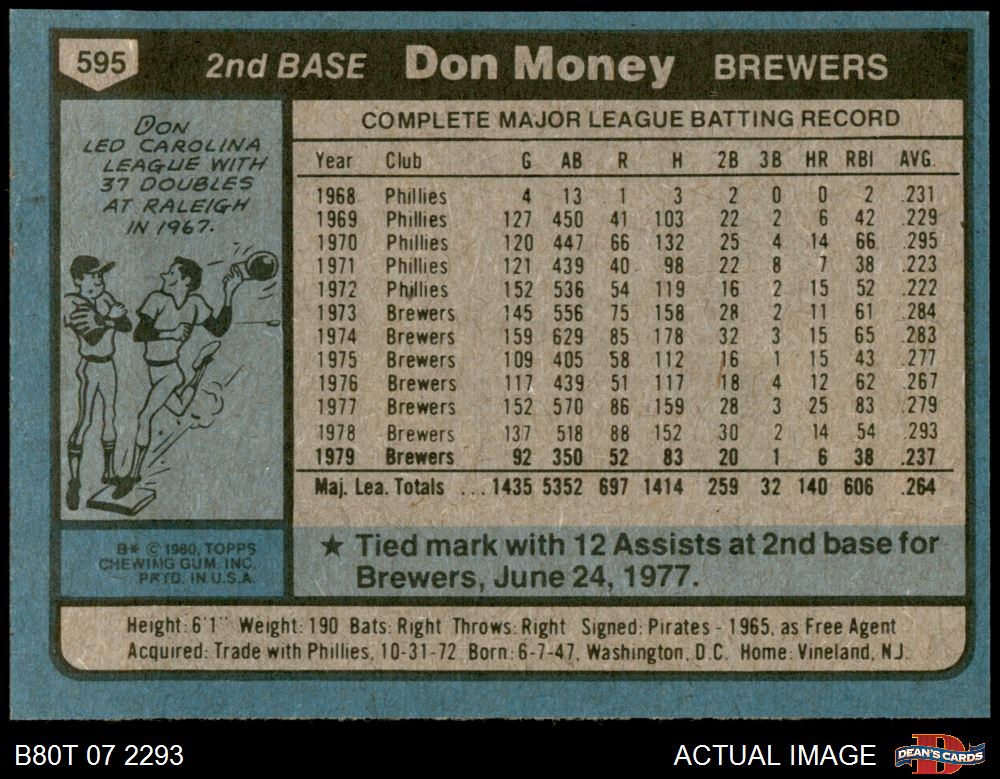 595 2nd BASE Don Money BREWERS
DON
LED CAROLINA
LEAGUE WITH
37 DOUBLES
AT RALEIGH
IN 1967.
COMPLETE MAJOR LEAGUE BATTING RECORD
Year Club G AB R H 2B 3B HR RBI AVG.
1968 Phillies 4 13 1 3 2 0 0 2 .231
1969 Phillies 127 450 41 103 22 2 6 42 .229
1970 Phillies 120 447 66 132 25 4 14 66 .295
1971 Phillies 121 439 40 98 22 8 7 38 .223
1972 Phillies 152 536 54 119 16 2 15 52 .222
1973 Brewers 145 556 75 158 28 2 11 61 .284
1974 Brewers 159 629 85 178 32 3 15 65 .283
1975 Brewers 109 405 58 112 16 1 15 43 .277
1976 Brewers 117 439 51 117 18 4 12 62 .267
1977 Brewers 152 570 86 159 28 3 25 83 .279
1978 Brewers 137 518 88 152 30 2 14 54 .293
1979 Brewers 92 350 52 83 20 1 6 38 .237
Maj. Lea. Totals ... 1435 5352 697 1414 259 32 140 606 .264
B* © 1980, TOPPS
CHEWING GUM, INC.
PRTD. IN U.S.A.
★ Tied mark with 12 Assists at 2nd base for
Brewers, June 24, 1977.
Height: 6'1" Weight: 190 Bats: Right Throws: Right Signed: Pirates - 1965, as Free Agent
Acquired: Trade with Phillies, 10-31-72 Born: 6-7-47, Washington, D.C. Home: Vineland, N.J.
B80T 07 2293 ACTUAL IMAGE DEAN'S CARDS